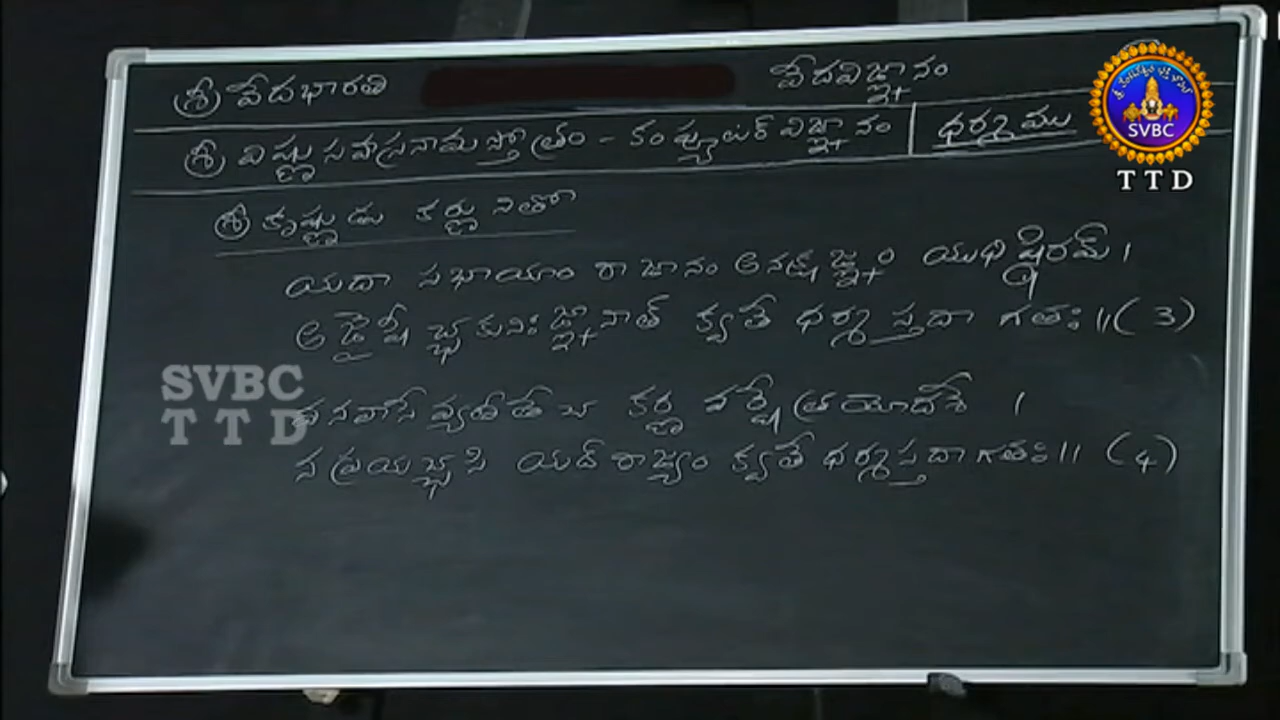 శ్రీ వేదభారతి వేదవిజ్ఞానం
శ్రీ విష్ణు సహస్రనామ స్తోత్రం - కంప్యూటర్ విజ్ఞానం | ధర్మము
శ్రీ కృష్ణుడు కర్ణునితో
యదా సభాయాం రాజానం అనక్షజ్ఞం యుధిష్ఠిరమ్ ।
అజైషీచ్ఛకునిః జ్ఞానాత్ క్వతే ధర్మస్తదా గతః ॥ (3)
వనవాసే వ్యతీతే చ కర్ణ వర్షే త్రయోదశే ।
న ప్రయచ్ఛసి యద్ రాజ్యం క్వతే ధర్మస్తదా గతః ॥ (4)
SVBC
TTD
SVBC
TTD